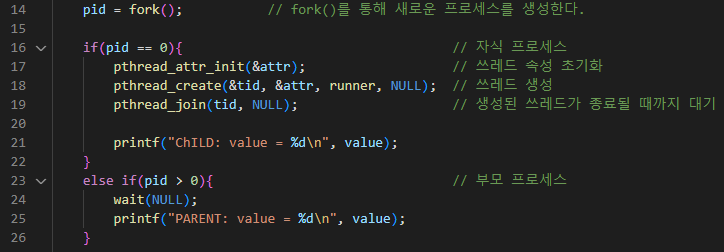 14 pid = fork(); // fork()를 통해 새로운 프로세스를 생성한다.
15
16 if(pid == 0){ // 자식 프로세스
17 pthread_attr_init(&attr); // 쓰레드 속성 초기화
18 pthread_create(&tid, &attr, runner, NULL); // 쓰레드 생성
19 pthread_join(tid, NULL); // 생성된 쓰레드가 종료될 때까지 대기
20
21 printf("ChILD: value = %d\n", value);
22 }
23 else if(pid > 0){ // 부모 프로세스
24 wait(NULL);
25 printf("PARENT: value = %d\n", value);
26 }